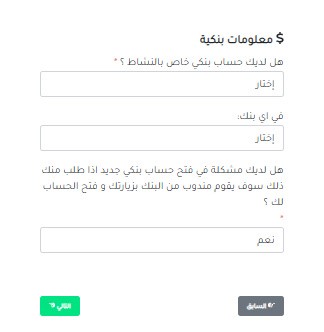 $ معلومات بنكية
هل لديك حساب بنكي خاص بالنشاط ؟ *
إختار
في اي بنك:
إختار
هل لديك مشكلة في فتح حساب بنكي جديد اذا طلب منك
ذلك سوف يقوم مندوب من البنك بزيارتك و فتح الحساب
لك ؟
*
نعم
السابق
التالي